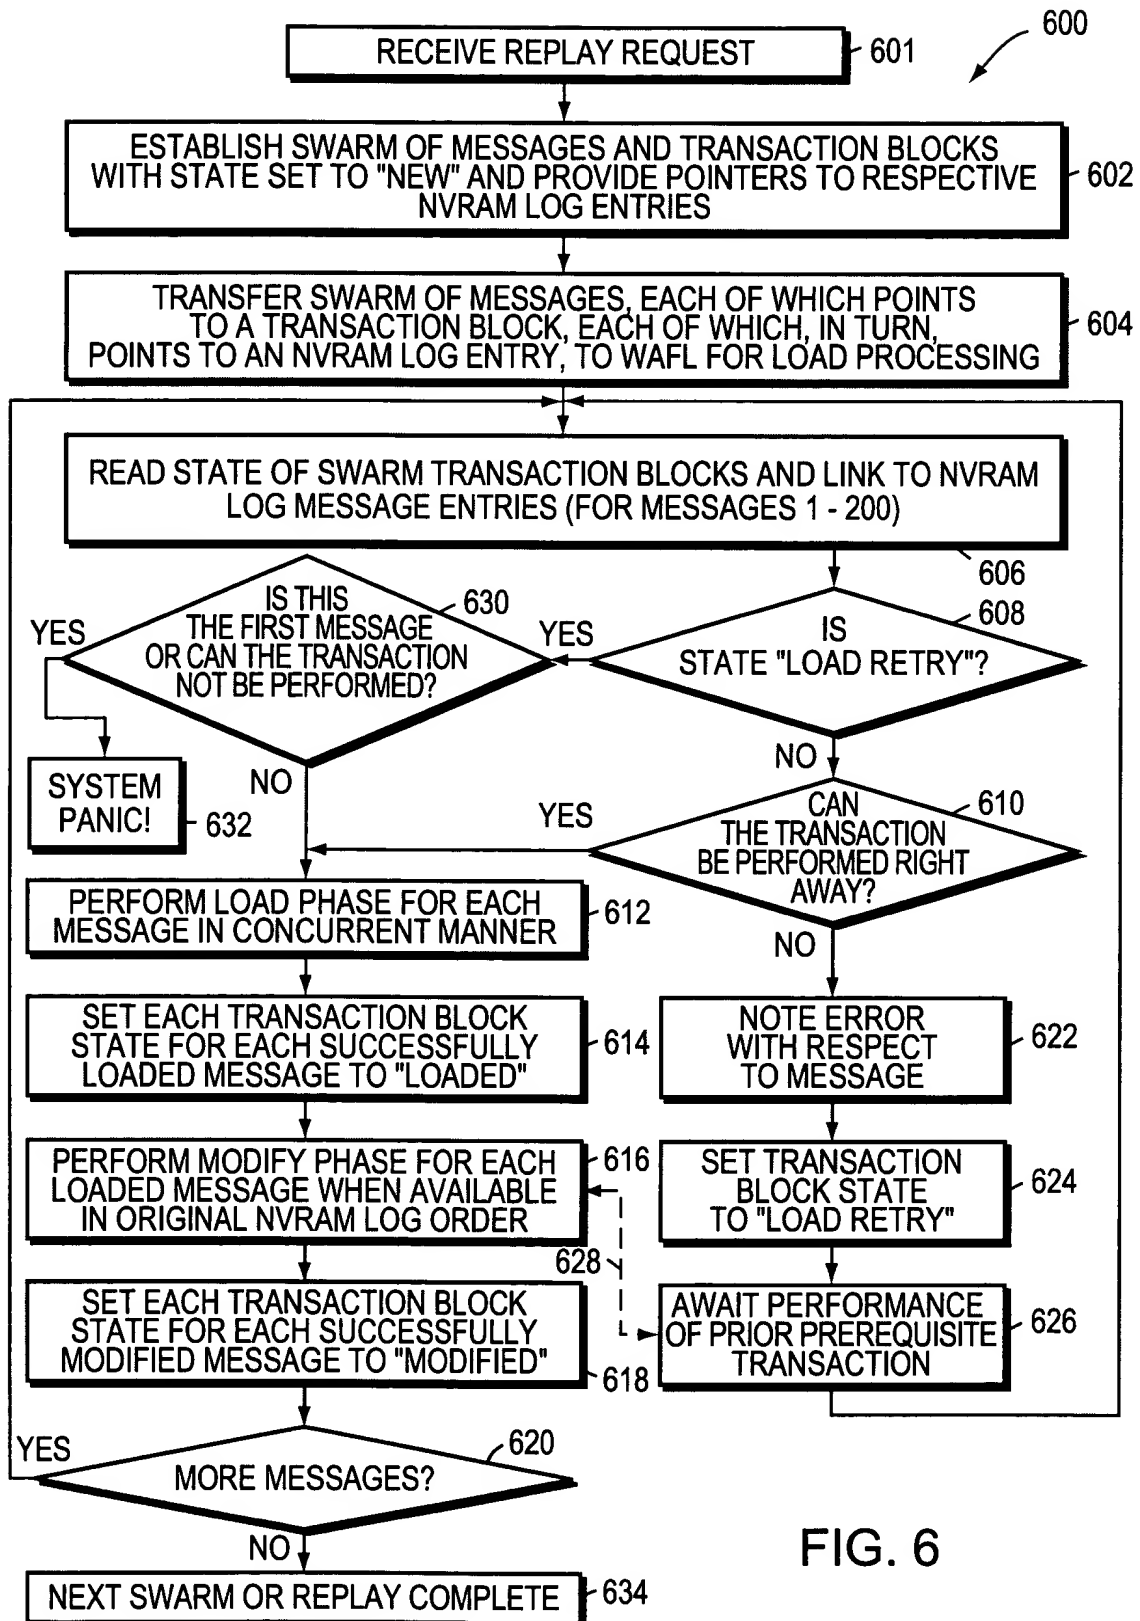 600
RECEIVE REPLAY REQUEST
601
ESTABLISH SWARM OF MESSAGES AND TRANSACTION BLOCKS
WITH STATE SET TO "NEW" AND PROVIDE POINTERS TO RESPECTIVE
NVRAM LOG ENTRIES
602
TRANSFER SWARM OF MESSAGES, EACH OF WHICH POINTS
TO A TRANSACTION BLOCK, EACH OF WHICH, IN TURN,
POINTS TO AN NVRAM LOG ENTRY, TO WAFL FOR LOAD PROCESSING
604
READ STATE OF SWARM TRANSACTION BLOCKS AND LINK TO NVRAM
LOG MESSAGE ENTRIES (FOR MESSAGES 1 - 200)
606
IS
STATE "LOAD RETRY"?
608
YES
NO
IS THIS
THE FIRST MESSAGE
OR CAN THE TRANSACTION
NOT BE PERFORMED?
630
YES
NO
SYSTEM
PANIC!
632
CAN
THE TRANSACTION
BE PERFORMED RIGHT
AWAY?
610
YES
NO
PERFORM LOAD PHASE FOR EACH
MESSAGE IN CONCURRENT MANNER
612
SET EACH TRANSACTION BLOCK
STATE FOR EACH SUCCESSFULLY
LOADED MESSAGE TO "LOADED"
614
PERFORM MODIFY PHASE FOR EACH
LOADED MESSAGE WHEN AVAILABLE
IN ORIGINAL NVRAM LOG ORDER
616
SET EACH TRANSACTION BLOCK
STATE FOR EACH SUCCESSFULLY
MODIFIED MESSAGE TO "MODIFIED"
618
NOTE ERROR
WITH RESPECT
TO MESSAGE
622
SET TRANSACTION
BLOCK STATE
TO "LOAD RETRY"
624
628
AWAIT PERFORMANCE
OF PRIOR PREREQUISITE
TRANSACTION
626
YES
MORE MESSAGES?
620
NO
NEXT SWARM OR REPLAY COMPLETE
634
FIG. 6